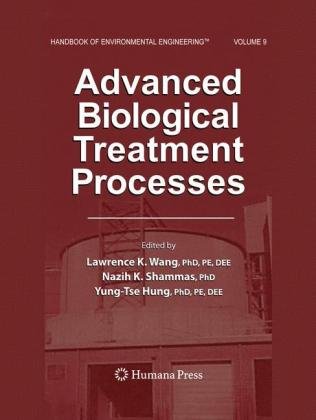 HANDBOOK OF ENVIRONMENTAL ENGINEERING™ VOLUME 9
Advanced
Biological
Treatment
Processes
Edited by
Lawrence K. Wang, PhD, PE, DEE
Nazih K. Shammas, PhD
Yung-Tse Hung, PhD, PE, DEE
Humana Press